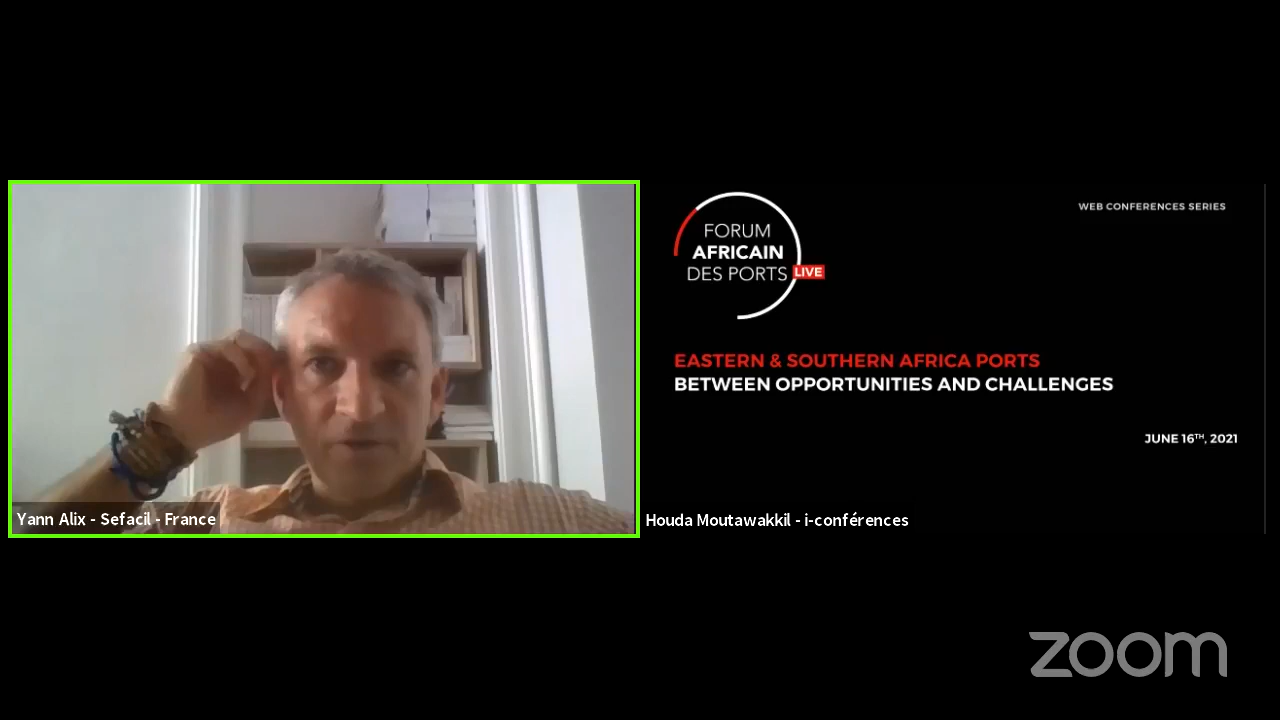 FORUM
AFRICAIN
DES PORTS LIVE
WEB CONFERENCES SERIES
EASTERN & SOUTHERN AFRICA PORTS
BETWEEN OPPORTUNITIES AND CHALLENGES
JUNE 16TH, 2021
Yann Alix - Sefacil - France
Houda Moutawakkil - i-conférences
zoom